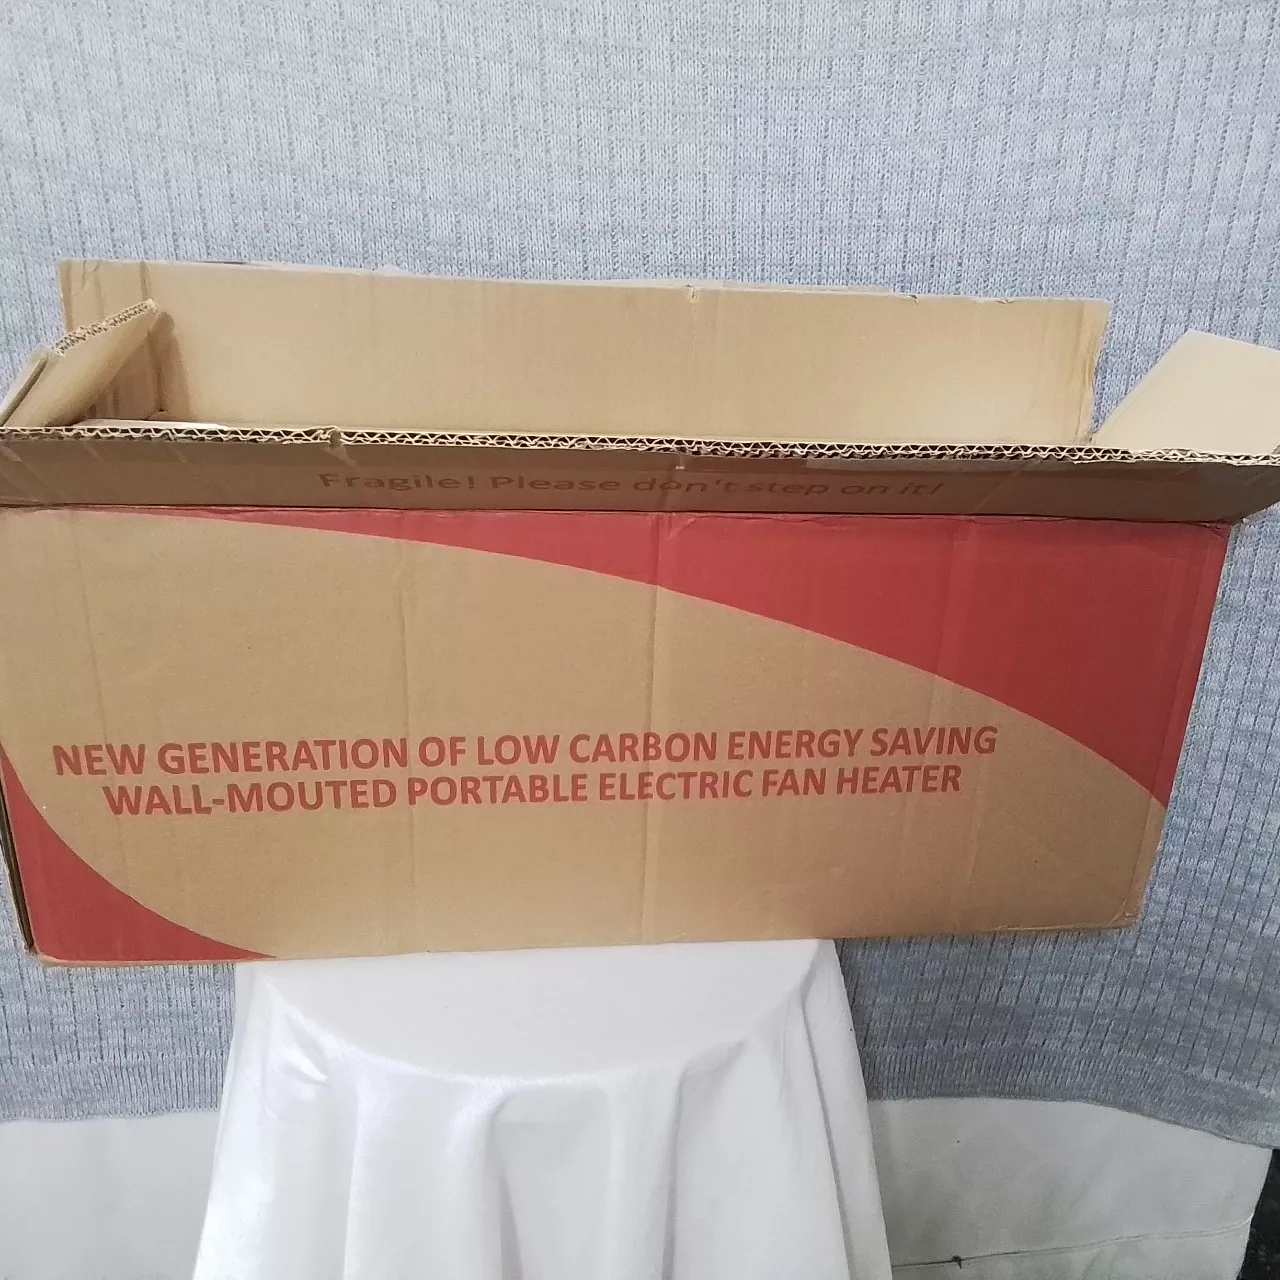 Fragile! Please don't step on it!
NEW GENERATION OF LOW CARBON ENERGY SAVING
WALL-MOUTED PORTABLE ELECTRIC FAN HEATER